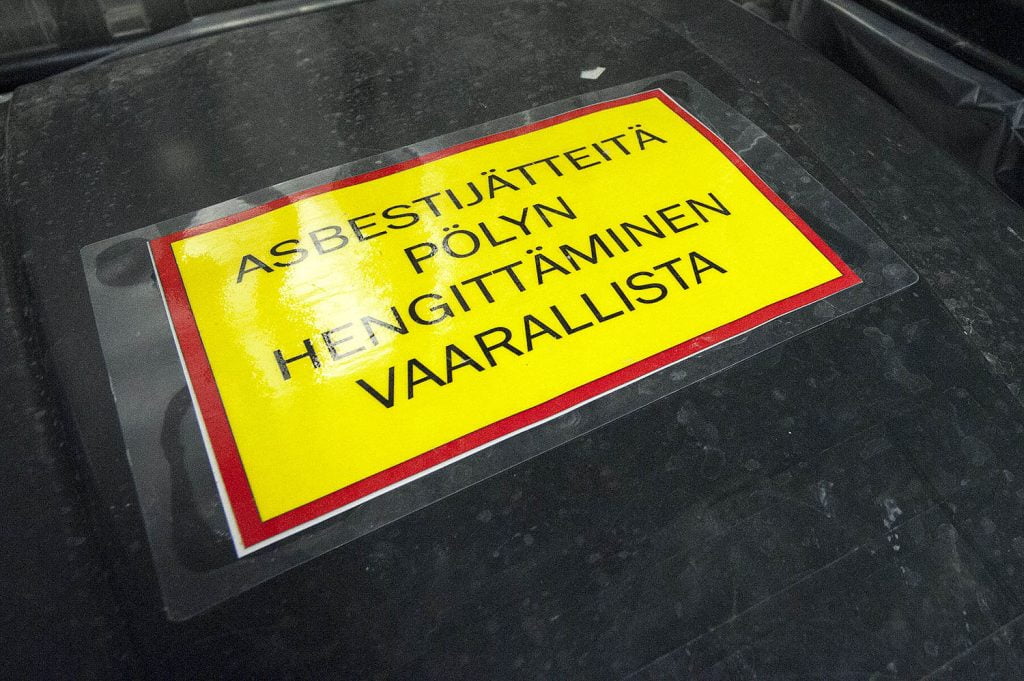 ASBESTIJÄTTEITÄ
PÖLYN
HENGITTÄMINEN
VAARALLISTA